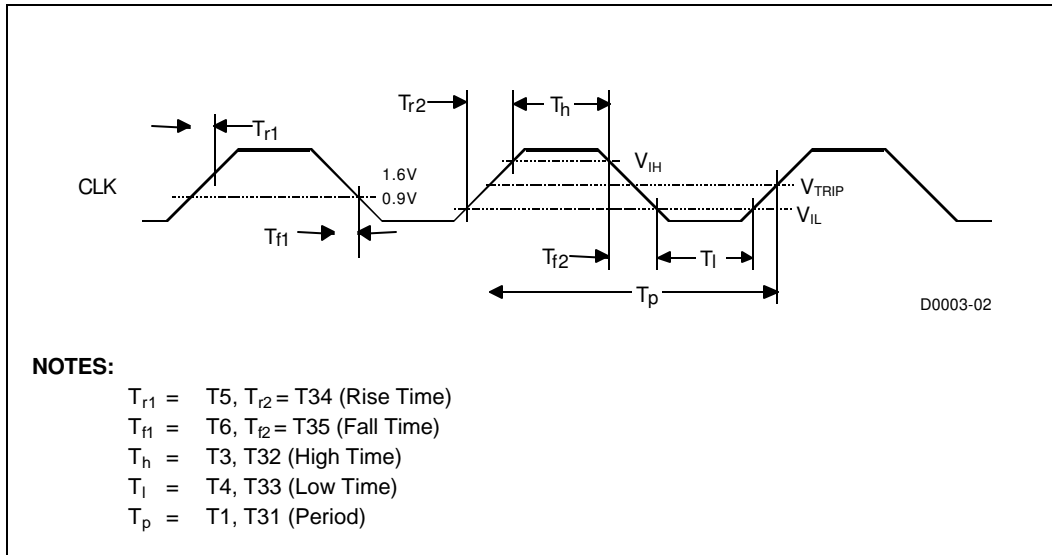 Tr2
Th
Tr1
VIH
1.6V
CLK
VTRIP
0.9V
VIL
Tf1
Tf2
Tl
Tp
D0003-02
NOTES:
Tr1 = T5, Tr2 = T34 (Rise Time)
Tf1 = T6, Tf2 = T35 (Fall Time)
Th = T3, T32 (High Time)
Tl = T4, T33 (Low Time)
Tp = T1, T31 (Period)